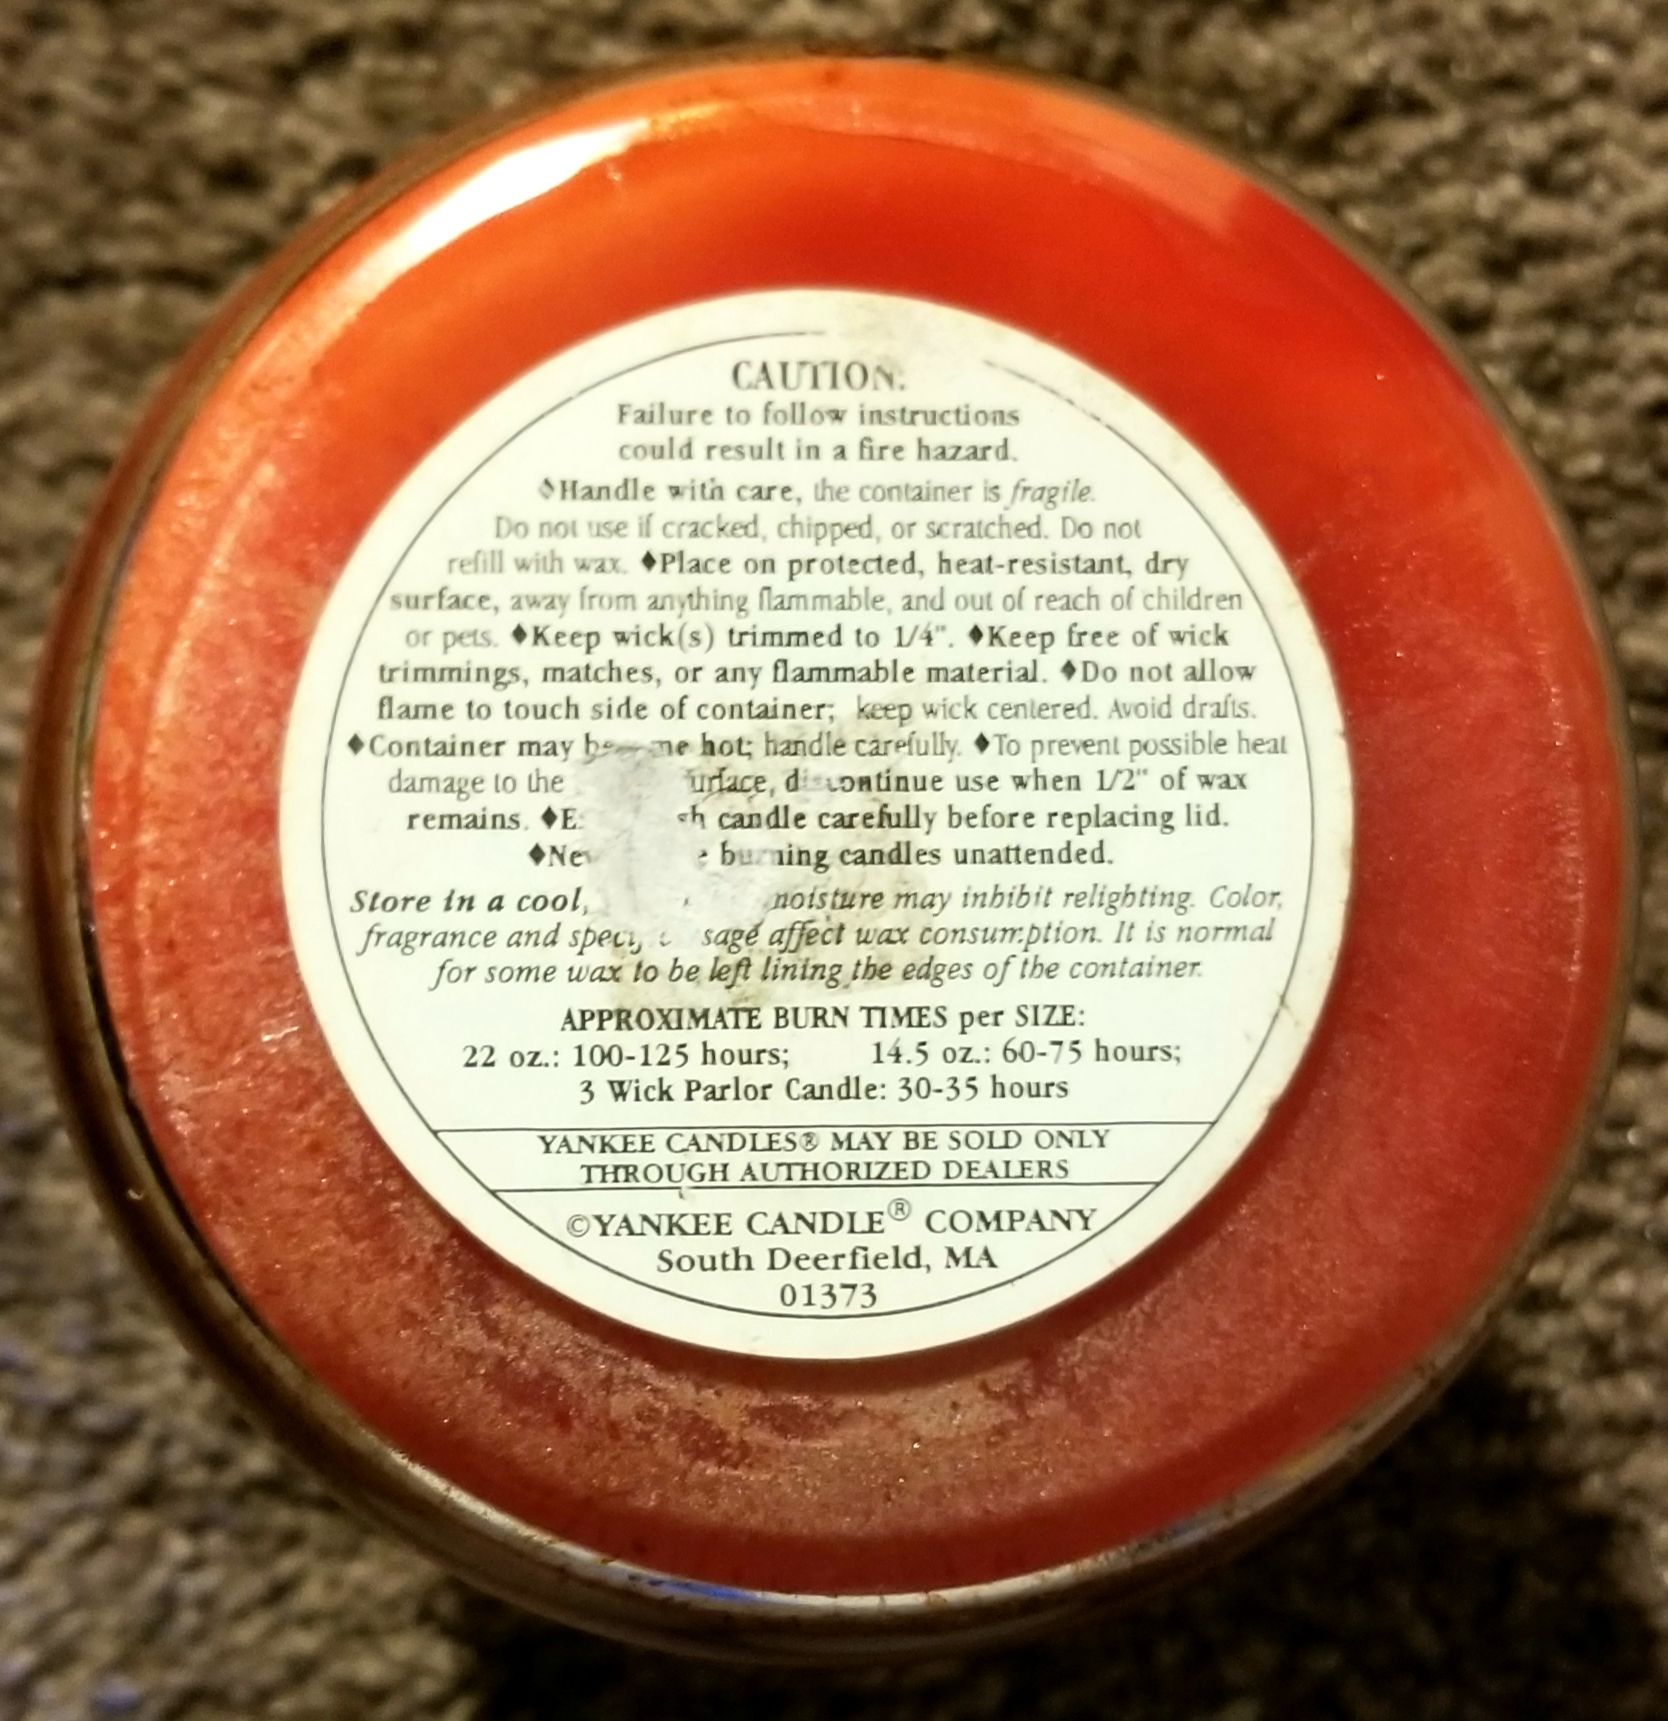 CAUTION:
Failure to follow instructions
could result in a fire hazard.
♦Handle with care, the container is fragile.
Do not use if cracked, chipped, or scratched. Do not
refill with wax. ♦Place on protected, heat-resistant, dry
surface, away from anything flammable, and out of reach of children
or pets. ♦Keep wick(s) trimmed to 1/4". ♦Keep free of wick
trimmings, matches, or any flammable material. ♦Do not allow
flame to touch side of container; keep wick centered. Avoid drafts.
♦Container may hot; handle carefully. ♦To prevent possible heat
damage to the discontinue use when 1/2" of wax
remains. ♦ candle carefully before replacing lid.
♦ burning candles unattended.
Store in a cool, moisture may inhibit relighting. Color,
fragrance and affect wax consumption. It is normal
for some wax to be left lining the edges of the container.
APPROXIMATE BURN TIMES per SIZE:
22 oz.: 100-125 hours; 14.5 oz.: 60-75 hours;
3 Wick Parlor Candle: 30-35 hours
YANKEE CANDLES® MAY BE SOLD ONLY
THROUGH AUTHORIZED DEALERS
©YANKEE CANDLE® COMPANY
South Deerfield, MA
01373